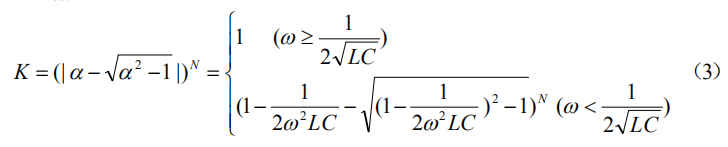 K = (| α − √(α² − 1) |)^N = { 1 (ω ≥ 1/(2√(LC)))
(1 − 1/(2ω²LC) − √((1 − 1/(2ω²LC))² − 1))^N (ω < 1/(2√(LC))) （3）